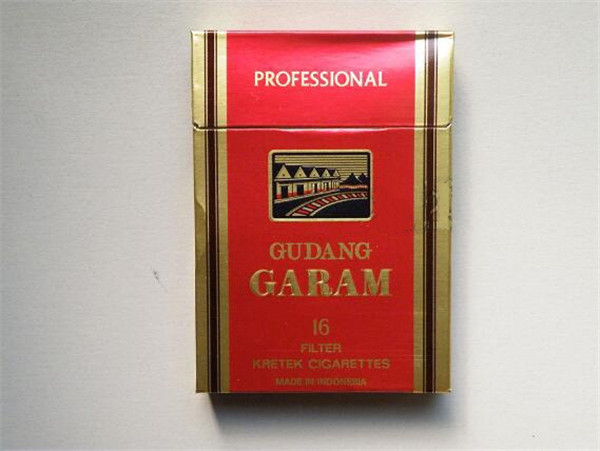 PROFESSIONAL
GUDANG
GARAM
16
FILTER
KRETEK CIGARETTES
MADE IN INDONESIA